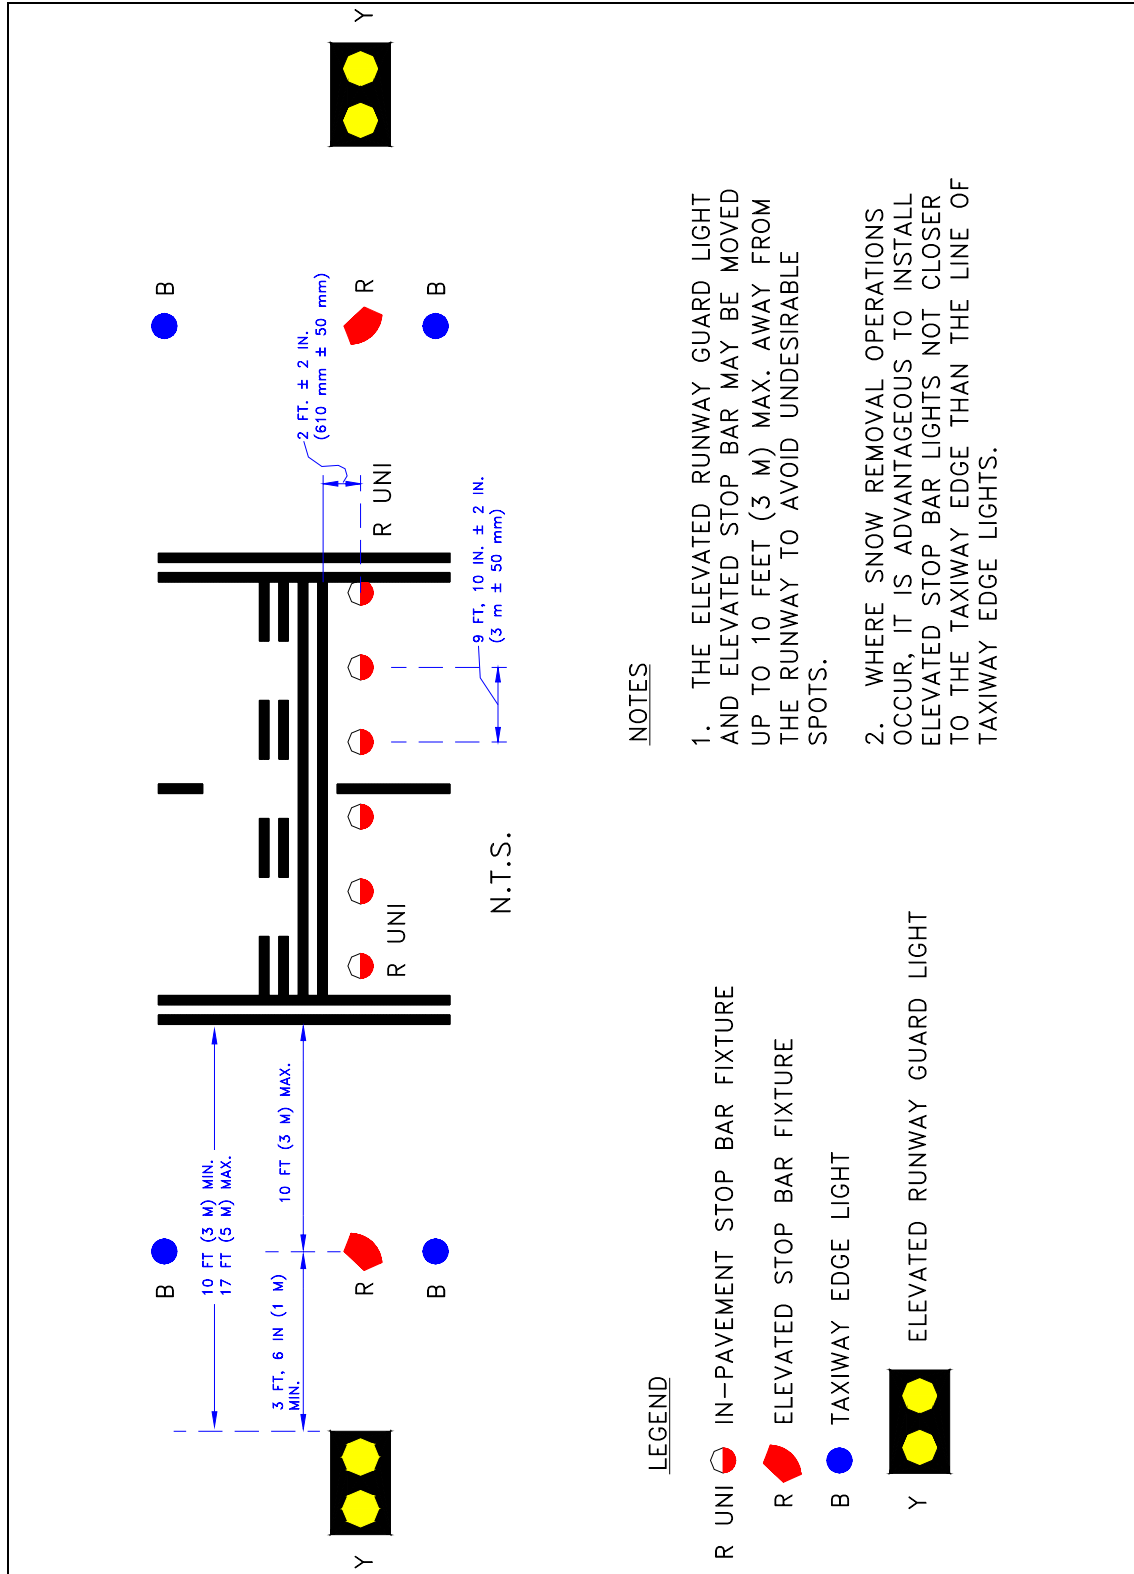 Y
Y
B
B
R
R
B
B
10 FT (3 M) MIN.
17 FT (5 M) MAX.
3 FT, 6 IN (1 M)
MIN.
10 FT (3 M) MAX.
2 FT. ± 2 IN.
(610 mm ± 50 mm)
R UNI
R UNI
9 FT, 10 IN. ± 2 IN.
(3 m ± 50 mm)
N.T.S.
LEGEND
R UNI IN-PAVEMENT STOP BAR FIXTURE
R ELEVATED STOP BAR FIXTURE
B TAXIWAY EDGE LIGHT
Y ELEVATED RUNWAY GUARD LIGHT
NOTES
1. THE ELEVATED RUNWAY GUARD LIGHT
AND ELEVATED STOP BAR MAY BE MOVED
UP TO 10 FEET (3 M) MAX. AWAY FROM
THE RUNWAY TO AVOID UNDESIRABLE
SPOTS.
2. WHERE SNOW REMOVAL OPERATIONS
OCCUR, IT IS ADVANTAGEOUS TO INSTALL
ELEVATED STOP BAR LIGHTS NOT CLOSER
TO THE TAXIWAY EDGE THAN THE LINE OF
TAXIWAY EDGE LIGHTS.